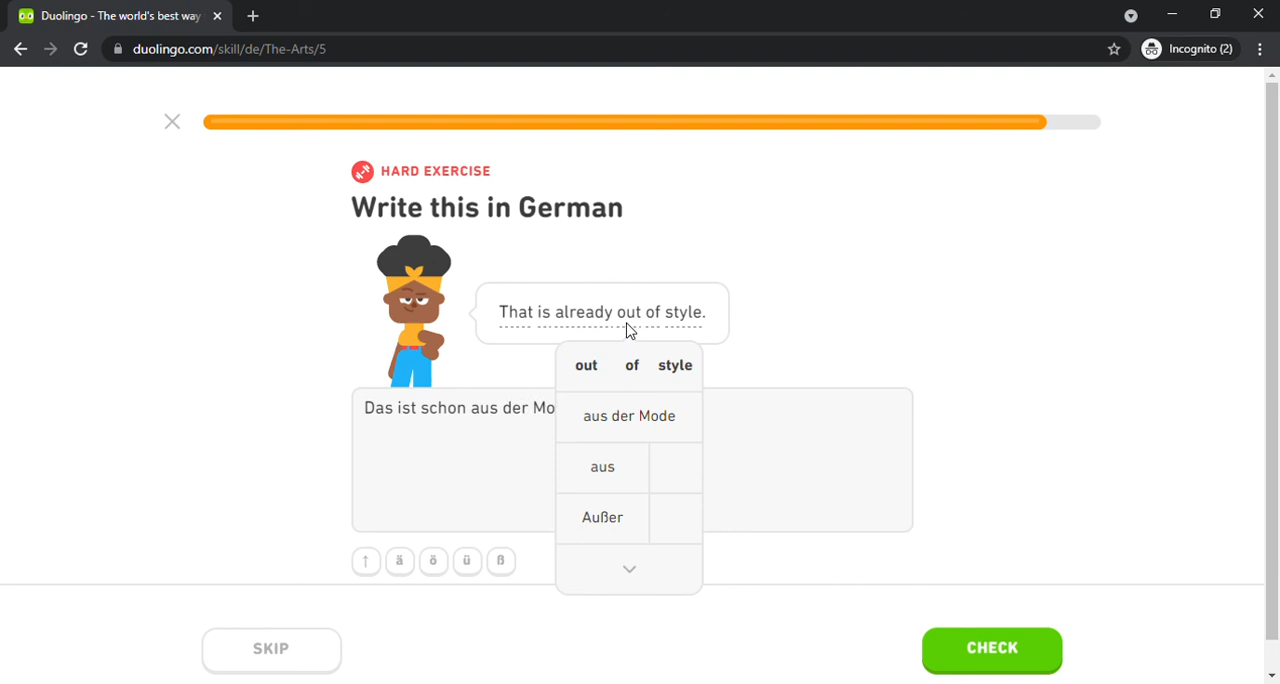 Duolingo - The world's best way
duolingo.com/skill/de/The-Arts/5
Incognito (2)
HARD EXERCISE
Write this in German
That is already out of style.
out of style
Das ist schon aus der Mo
aus der Mode
aus
Außer
↑ ä ö ü ß
SKIP
CHECK